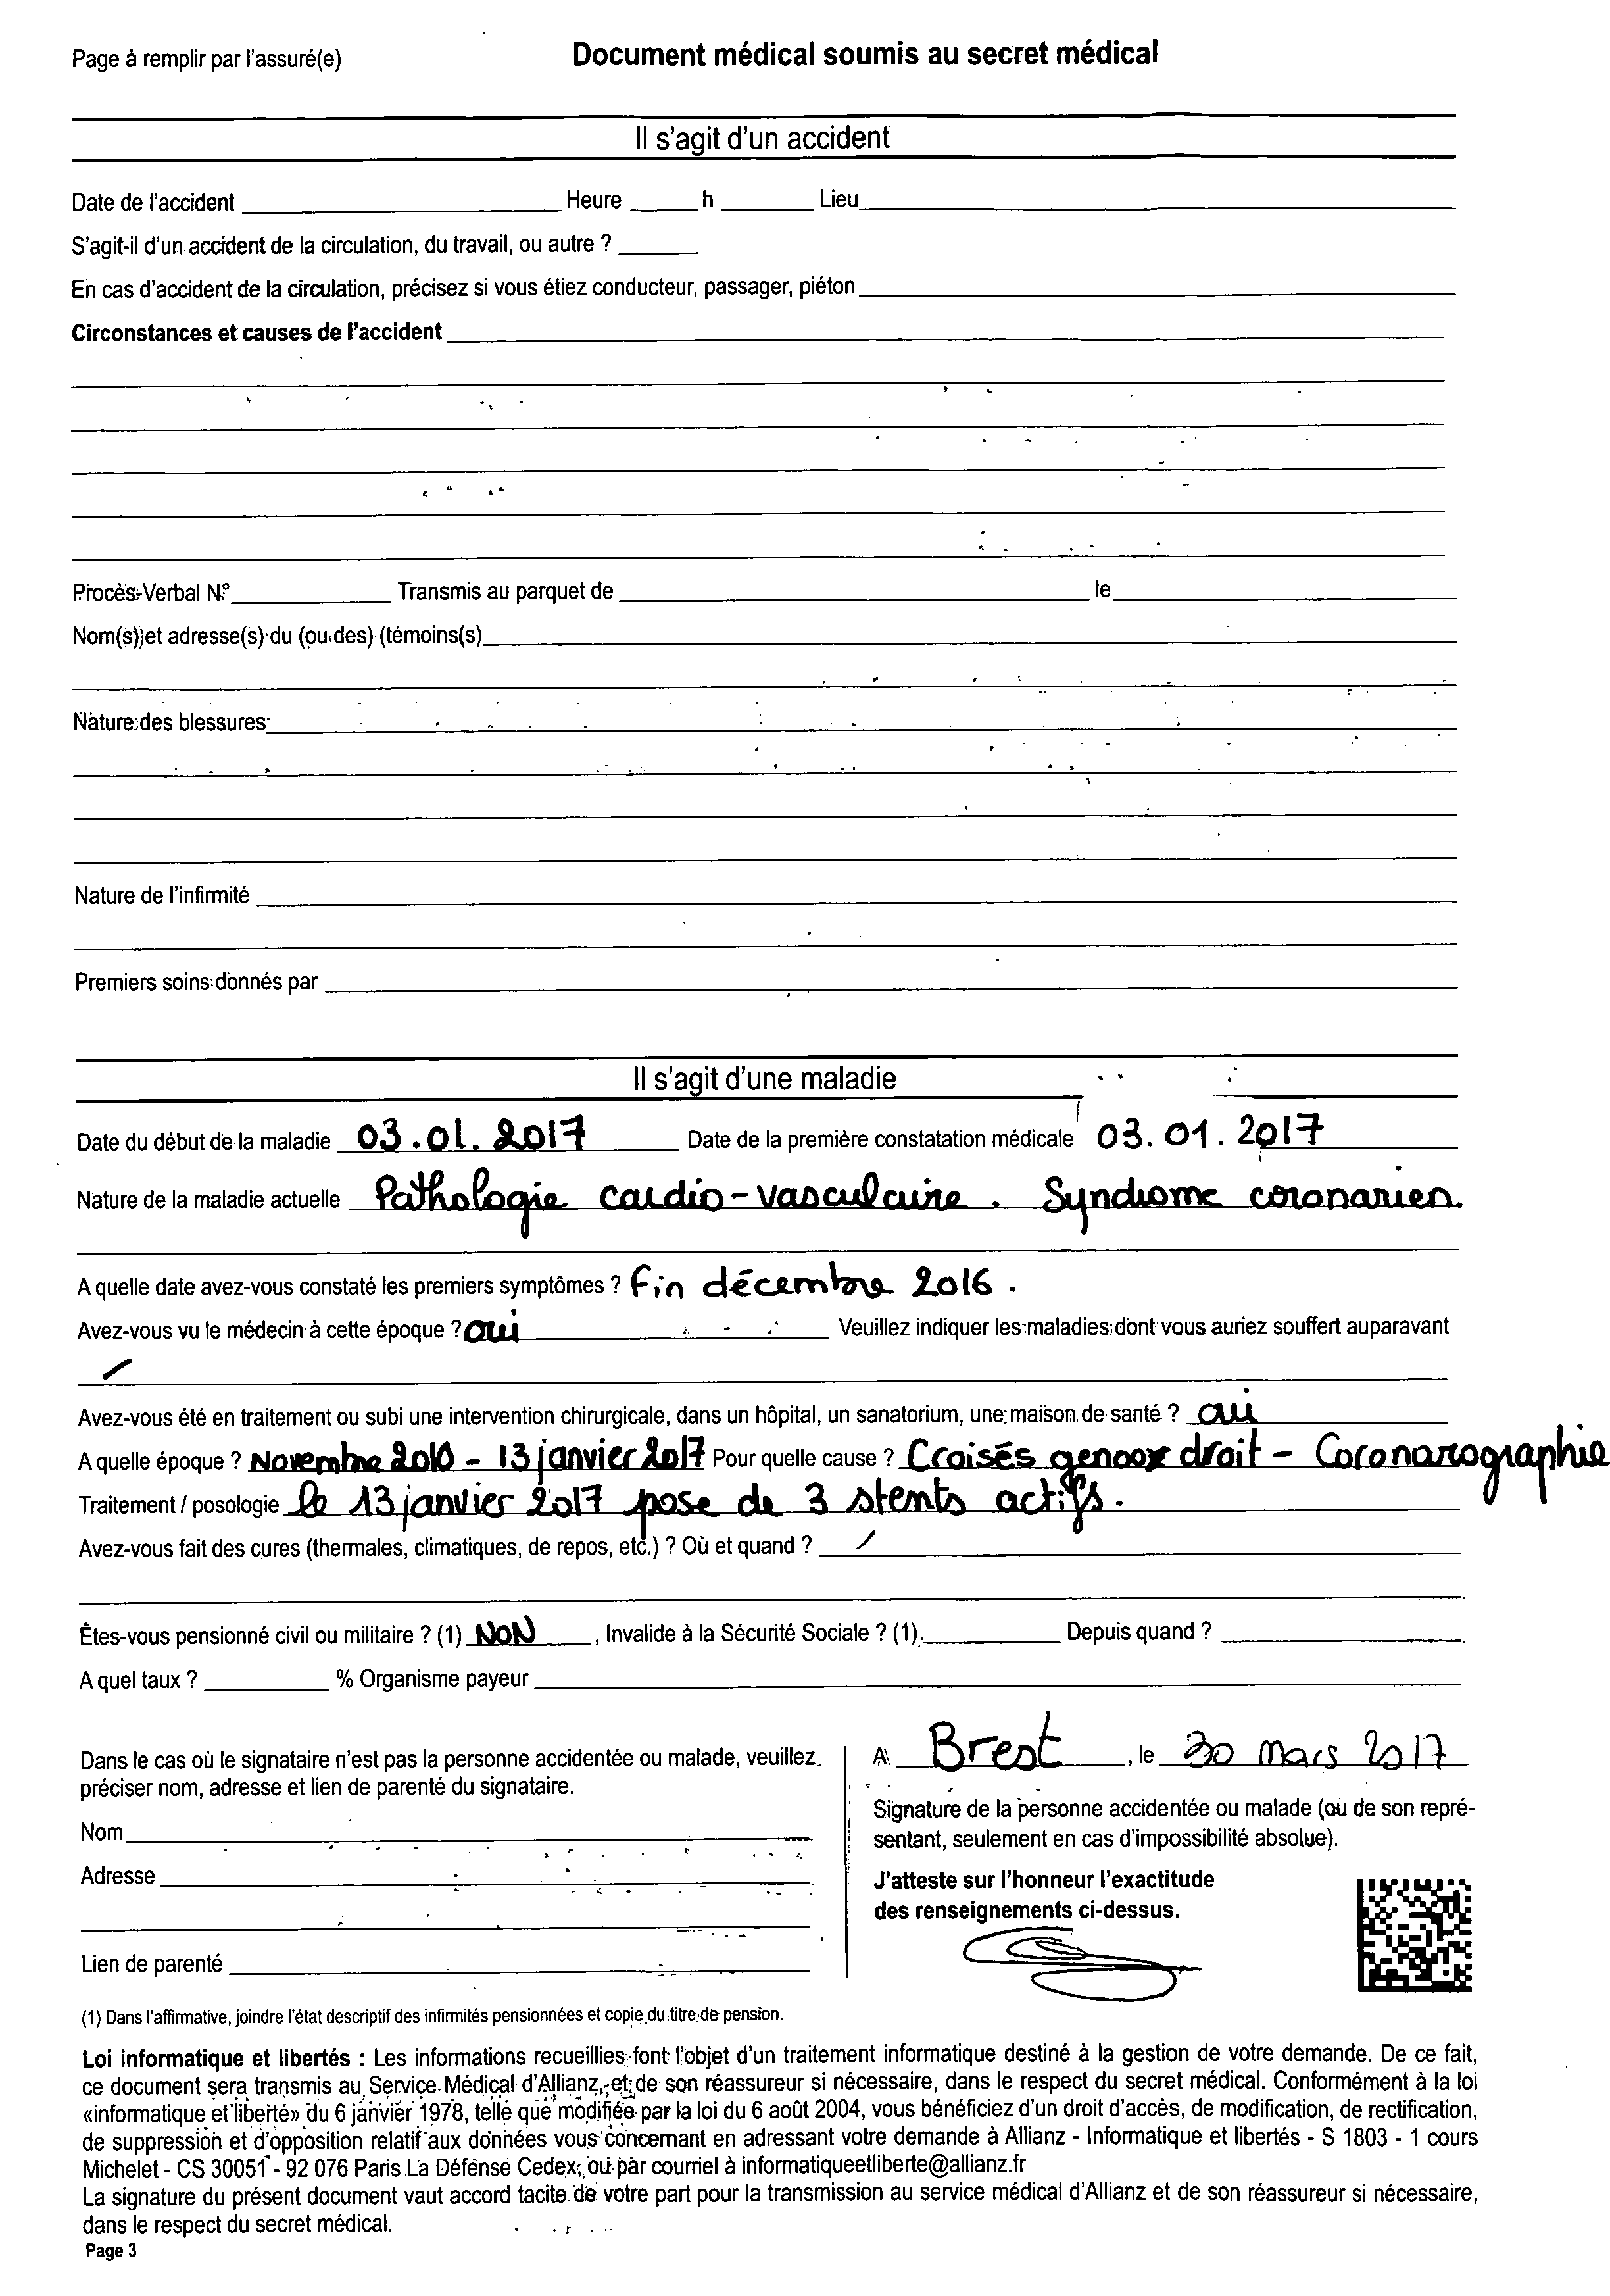 Page à remplir par l'assuré(e)
Document médical soumis au secret médical
Il s'agit d'un accident
Date de l'accident Heure h Lieu
S'agit-il d'un accident de la circulation, du travail, ou autre ?
En cas d'accident de la circulation, précisez si vous étiez conducteur, passager, piéton
Circonstances et causes de l'accident
Procès-Verbal N° Transmis au parquet de le
Nom(s) et adresse(s) du (ou des) (témoins(s)
Nature des blessures
Nature de l'infirmité
Premiers soins donnés par
Il s'agit d'une maladie
Date du début de la maladie 03.01.2017 Date de la première constatation médicale 03.01.2017
Nature de la maladie actuelle Pathologie cardio-vasculaire. Syndrome coronarien.
A quelle date avez-vous constaté les premiers symptômes ? Fin décembre 2016.
Avez-vous vu le médecin à cette époque ? oui Veuillez indiquer les maladies dont vous auriez souffert auparavant
/
Avez-vous été en traitement ou subi une intervention chirurgicale, dans un hôpital, un sanatorium, une maison de santé ? oui
A quelle époque ? Novembre 2010 - 13 janvier 2017 Pour quelle cause ? Croisés genoux droit - Coronarographie
Traitement / posologie le 13 janvier 2017 pose de 3 stents actifs.
Avez-vous fait des cures (thermales, climatiques, de repos, etc.) ? Où et quand ? /
Êtes-vous pensionné civil ou militaire ? (1) NON , Invalide à la Sécurité Sociale ? (1) Depuis quand ?
A quel taux ? % Organisme payeur
Dans le cas où le signataire n'est pas la personne accidentée ou malade, veuillez
préciser nom, adresse et lien de parenté du signataire.
Nom
Adresse
Lien de parenté
A Brest , le 30 mars 2017
Signature de la personne accidentée ou malade (ou de son repré-
sentant, seulement en cas d'impossibilité absolue).
J'atteste sur l'honneur l'exactitude
des renseignements ci-dessus.
(1) Dans l'affirmative, joindre l'état descriptif des infirmités pensionnées et copie du titre de pension.
Loi informatique et libertés : Les informations recueillies font l'objet d'un traitement informatique destiné à la gestion de votre demande. De ce fait,
ce document sera transmis au Service Médical d'Allianz, et de son réassureur si nécessaire, dans le respect du secret médical. Conformément à la loi
«informatique et liberté» du 6 janvier 1978, telle que modifiée par la loi du 6 août 2004, vous bénéficiez d'un droit d'accès, de modification, de rectification,
de suppression et d'opposition relatif aux données vous concernant en adressant votre demande à Allianz - Informatique et libertés - S 1803 - 1 cours
Michelet - CS 30051 - 92 076 Paris La Défense Cedex, ou par courriel à informatiqueetliberte@allianz.fr
La signature du présent document vaut accord tacite de votre part pour la transmission au service médical d'Allianz et de son réassureur si nécessaire,
dans le respect du secret médical.
Page 3